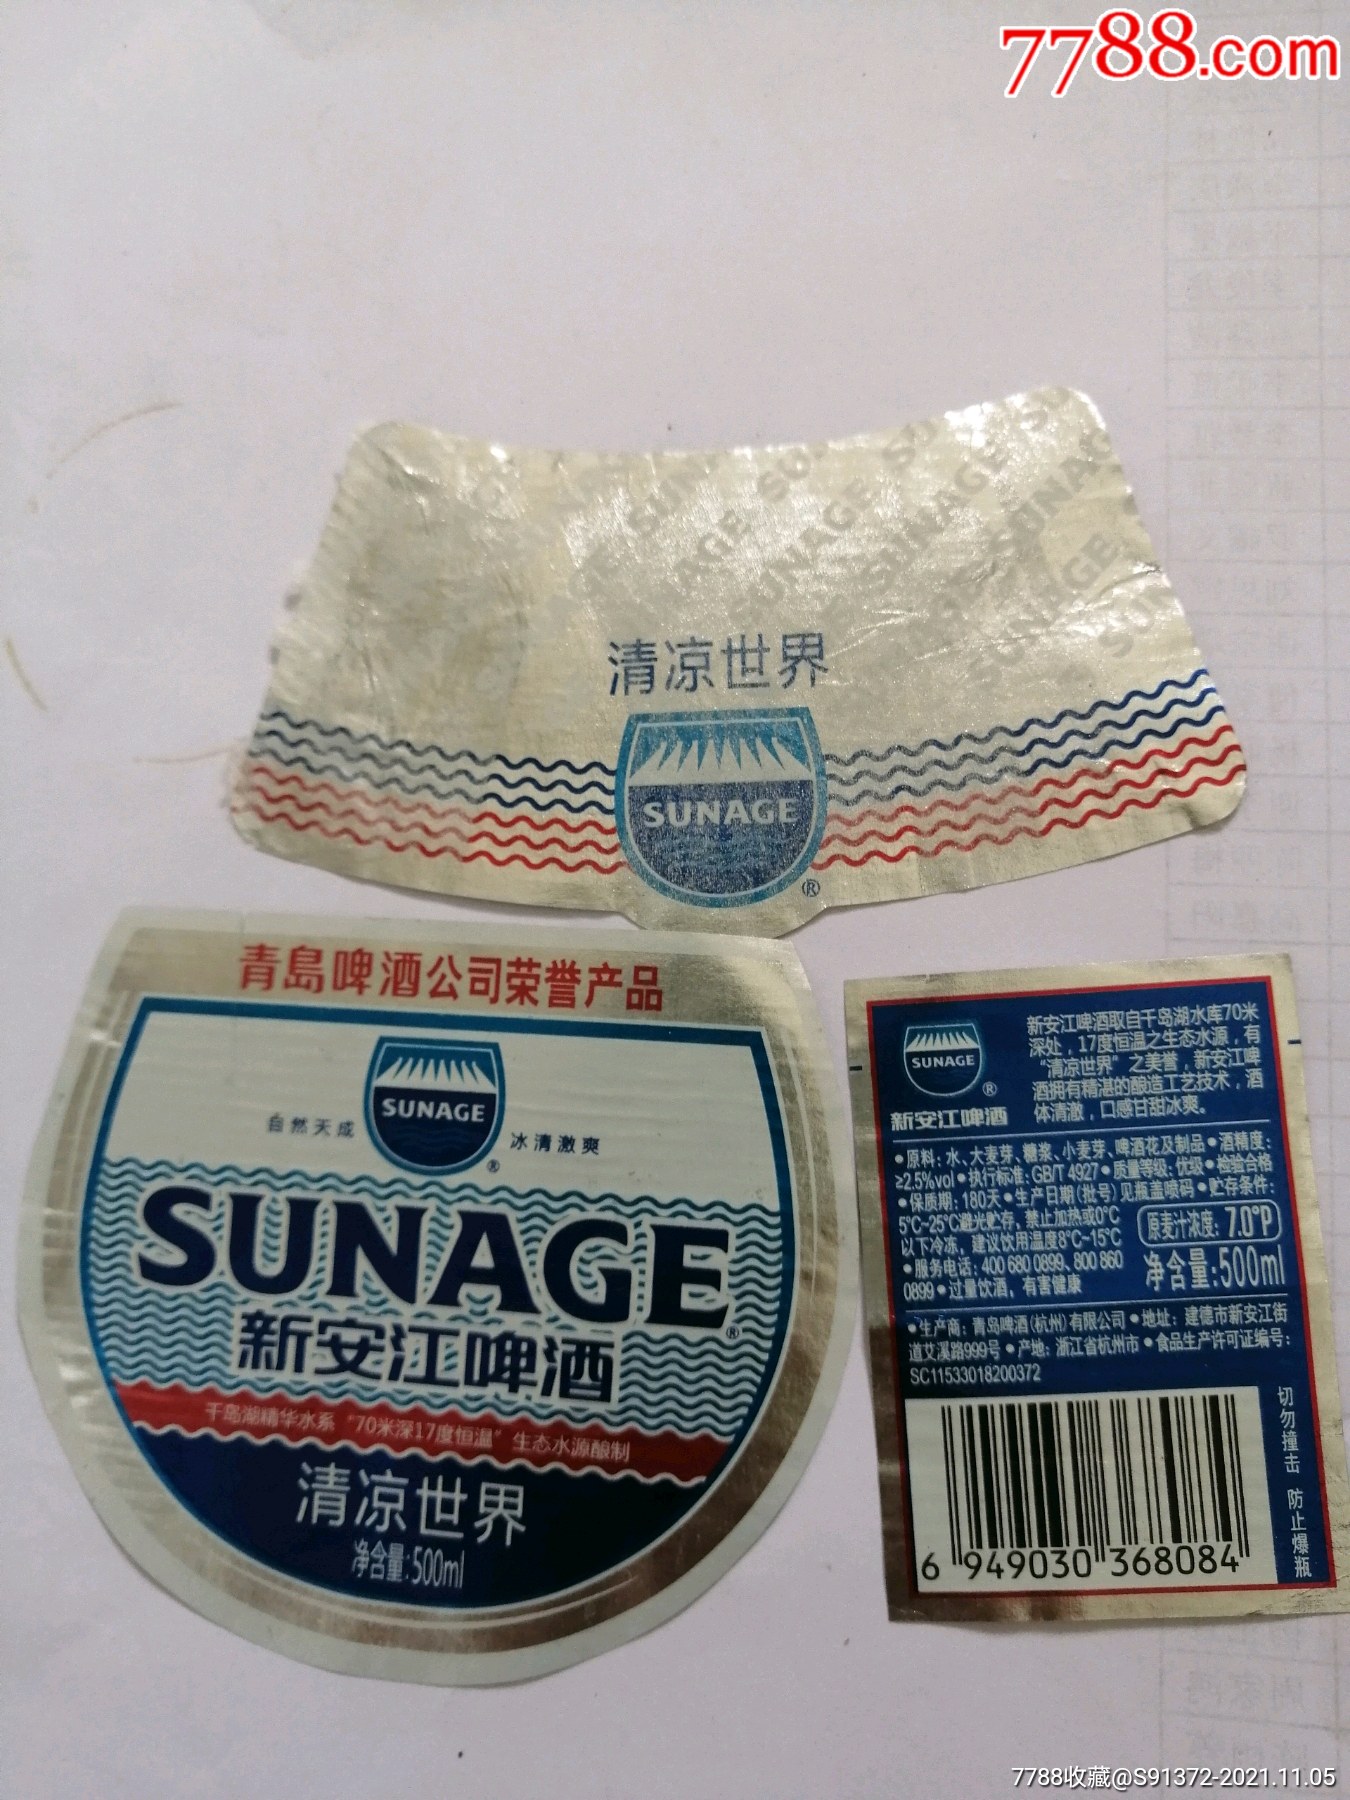 7788.com
SUNAGE
清凉世界
SUNAGE
®
青島啤酒公司荣誉产品
SUNAGE
®
自然天成
冰清激爽
SUNAGE®
新安江啤酒
千岛湖精华水系 “70米深17度恒温” 生态水源酿制
清凉世界
净含量:500ml
SUNAGE
®
新安江啤酒
新安江啤酒取自千岛湖水库70米
深处，17度恒温之生态水源，有
“清凉世界”之美誉，新安江啤
酒拥有精湛的酿造工艺技术，酒
体清澈，口感甘甜冰爽。
•原料: 水、大麦芽、糖浆、小麦芽、啤酒花及制品•酒精度:
≥2.5%vol•执行标准: GB/T 4927•质量等级: 优级•检验合格
•保质期: 180天•生产日期(批号)见瓶盖喷码•贮存条件:
5°C~25°C避光贮存，禁止加热或0°C
以下冷冻，建议饮用温度8°C~15°C
•服务电话: 400 680 0899、800 860
0899•过量饮酒，有害健康
原麦汁浓度: 7.0°P
净含量:500ml
•生产商: 青岛啤酒(杭州)有限公司•地址: 建德市新安江街
道艾溪路999号•产地: 浙江省杭州市•食品生产许可证编号:
SC11533018200372
切勿撞击 防止爆瓶
6 949030 368084
7788收藏@S91372-2021.11.05